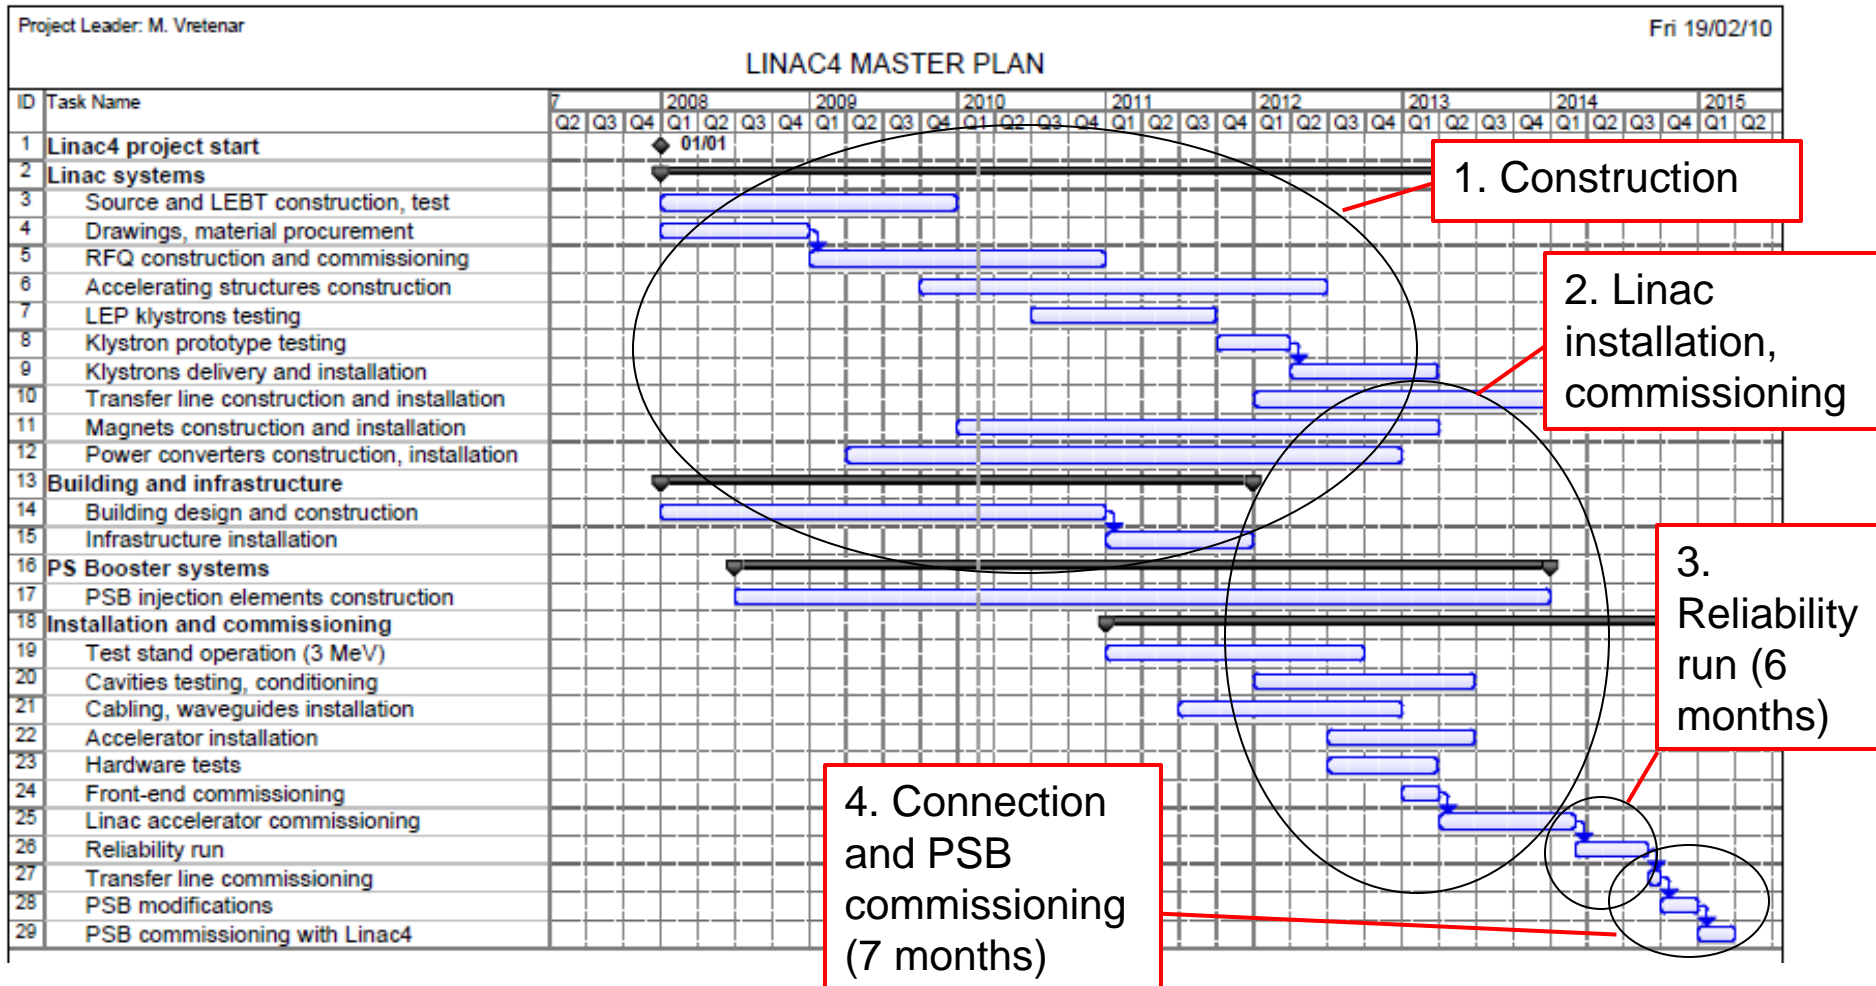 Project Leader: M. Vretenar
Fri 19/02/10
LINAC4 MASTER PLAN
ID Task Name 7 2008 2009 2010 2011 2012 2013 2014 2015
Q2 Q3 Q4 Q1 Q2 Q3 Q4 Q1 Q2 Q3 Q4 Q1 Q2 Q3 Q4 Q1 Q2 Q3 Q4 Q1 Q2 Q3 Q4 Q1 Q2 Q3 Q4 Q1 Q2 Q3 Q4 Q1 Q2
1 Linac4 project start 01/01
2 Linac systems
3 Source and LEBT construction, test
4 Drawings, material procurement
5 RFQ construction and commissioning
6 Accelerating structures construction
7 LEP klystrons testing
8 Klystron prototype testing
9 Klystrons delivery and installation
10 Transfer line construction and installation
11 Magnets construction and installation
12 Power converters construction, installation
13 Building and infrastructure
14 Building design and construction
15 Infrastructure installation
16 PS Booster systems
17 PSB injection elements construction
18 Installation and commissioning
19 Test stand operation (3 MeV)
20 Cavities testing, conditioning
21 Cabling, waveguides installation
22 Accelerator installation
23 Hardware tests
24 Front-end commissioning
25 Linac accelerator commissioning
26 Reliability run
27 Transfer line commissioning
28 PSB modifications
29 PSB commissioning with Linac4
1. Construction
2. Linac
installation,
commissioning
3.
Reliability
run (6
months)
4. Connection
and PSB
commissioning
(7 months)